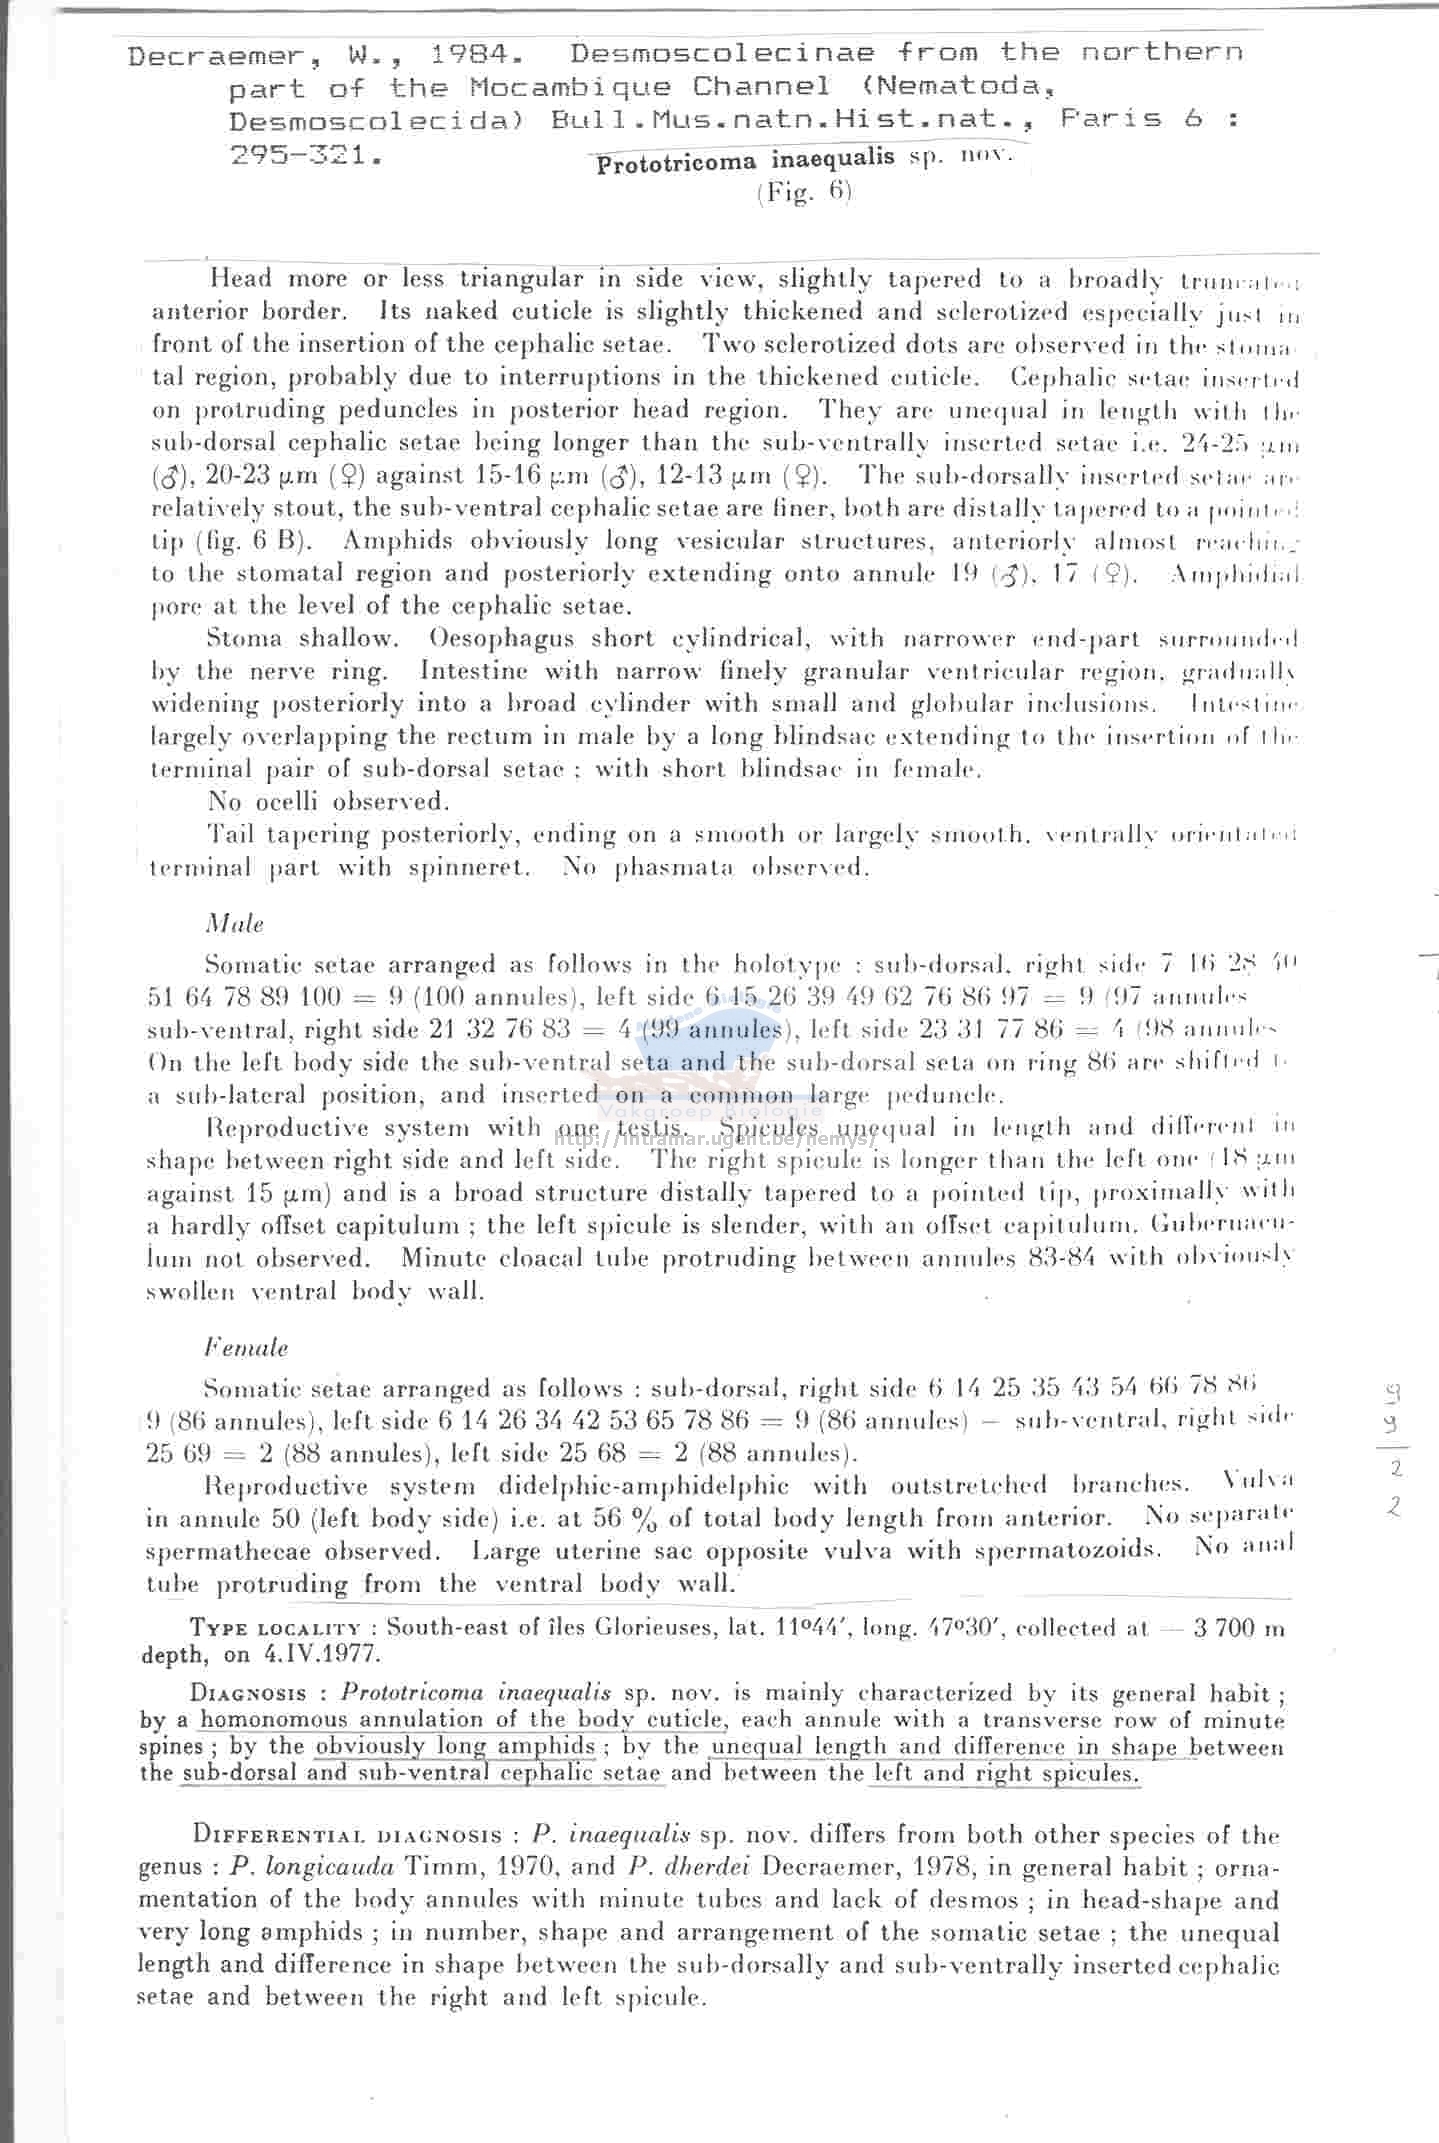 Decraemer, W., 1984. Desmoscolecinae from the northern
part of the Mocambique Channel (Nematoda,
Desmoscolecida) Bull.Mus.natn.Hist.nat., Paris 6 :
295-321.
Prototricoma inaequalis sp. nov.
(Fig. 6)
Head more or less triangular in side view, slightly tapered to a broadly truncated
anterior border. Its naked cuticle is slightly thickened and sclerotized especially just in
front of the insertion of the cephalic setae. Two sclerotized dots are observed in the stoma-
tal region, probably due to interruptions in the thickened cuticle. Cephalic setae inserted
on protruding peduncles in posterior head region. They are unequal in length with the
sub-dorsal cephalic setae being longer than the sub-ventrally inserted setae i.e. 24-25 µm
(♂), 20-23 µm (♀) against 15-16 µm (♂), 12-13 µm (♀). The sub-dorsally inserted setae are
relatively stout, the sub-ventral cephalic setae are finer, both are distally tapered to a pointed
tip (fig. 6 B). Amphids obviously long vesicular structures, anteriorly almost reaching
to the stomatal region and posteriorly extending onto annule 19 (♂), 17 (♀). Amphidial
pore at the level of the cephalic setae.
Stoma shallow. Oesophagus short cylindrical, with narrower end-part surrounded
by the nerve ring. Intestine with narrow finely granular ventricular region, gradually
widening posteriorly into a broad cylinder with small and globular inclusions. Intestine
largely overlapping the rectum in male by a long blindsac extending to the insertion of the
terminal pair of sub-dorsal setae ; with short blindsac in female.
No ocelli observed.
Tail tapering posteriorly, ending on a smooth or largely smooth, ventrally orientated
terminal part with spinneret. No phasmata observed.
Male
Somatic setae arranged as follows in the holotype : sub-dorsal, right side 7 16 28 40
51 64 78 89 100 = 9 (100 annules), left side 6 15 26 39 49 62 76 86 97 = 9 (97 annules
sub-ventral, right side 21 32 76 83 = 4 (99 annules), left side 23 31 77 86 = 4 (98 annules
On the left body side the sub-ventral seta and the sub-dorsal seta on ring 86 are shifted
a sub-lateral position, and inserted on a common large peduncle.
Vakgroep Biologie
http://intramar.ugent.be/nemys/
Reproductive system with one testis. Spicules unequal in length and different in
shape between right side and left side. The right spicule is longer than the left one (18 µm
against 15 µm) and is a broad structure distally tapered to a pointed tip, proximally with
a hardly offset capitulum ; the left spicule is slender, with an offset capitulum. Gubernacu-
lum not observed. Minute cloacal tube protruding between annules 83-84 with obviously
swollen ventral body wall.
Female
Somatic setae arranged as follows : sub-dorsal, right side 6 14 25 35 43 54 66 78 86
9 (86 annules), left side 6 14 26 34 42 53 65 78 86 = 9 (86 annules) — sub-ventral, right side
25 69 = 2 (88 annules), left side 25 68 = 2 (88 annules).
9
9
2
2
Reproductive system didelphic-amphidelphic with outstretched branches. Vulva
in annule 50 (left body side) i.e. at 56 % of total body length from anterior. No separate
spermathecae observed. Large uterine sac opposite vulva with spermatozoids. No anal
tube protruding from the ventral body wall.
TYPE LOCALITY : South-east of îles Glorieuses, lat. 11º44′, long. 47º30′, collected at — 3 700 m
depth, on 4.IV.1977.
DIAGNOSIS : Prototricoma inaequalis sp. nov. is mainly characterized by its general habit ;
by a homonomous annulation of the body cuticle, each annule with a transverse row of minute
spines ; by the obviously long amphids ; by the unequal length and difference in shape between
the sub-dorsal and sub-ventral cephalic setae and between the left and right spicules.
DIFFERENTIAL DIAGNOSIS : P. inaequalis sp. nov. differs from both other species of the
genus : P. longicauda Timm, 1970, and P. dherdei Decraemer, 1978, in general habit ; orna-
mentation of the body annules with minute tubes and lack of desmos ; in head-shape and
very long amphids ; in number, shape and arrangement of the somatic setae ; the unequal
length and difference in shape between the sub-dorsally and sub-ventrally inserted cephalic
setae and between the right and left spicule.